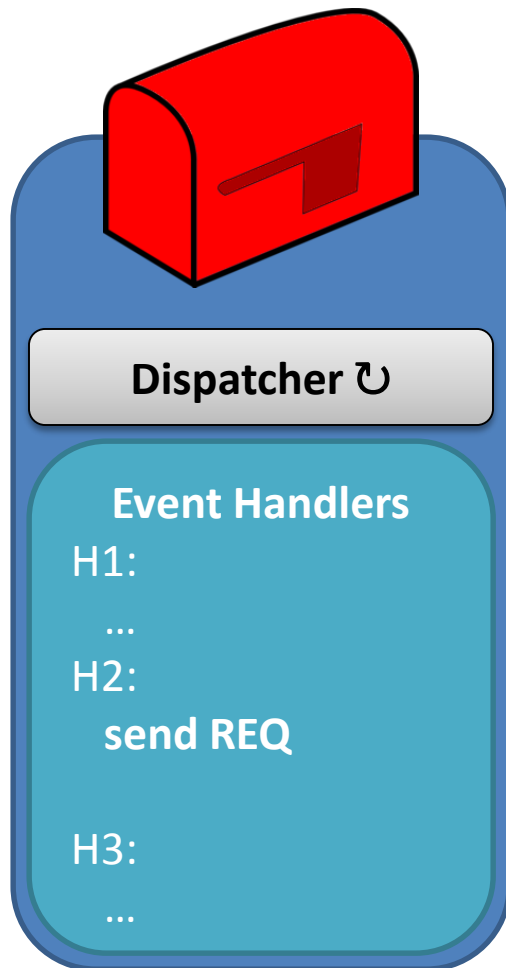 Dispatcher ↻
Event Handlers
H1:
…
H2:
send REQ
H3:
…